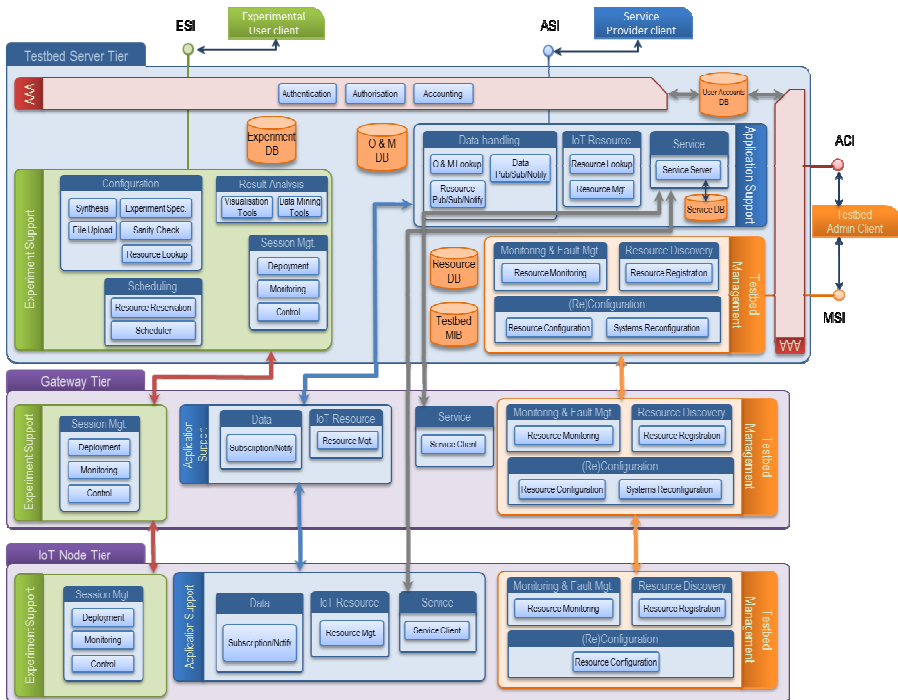 ESI
Experimental
User client
ASI
Service
Provider client
Testbed Server Tier
AAA
Authentication
Authorisation
Accounting
User Accounts
DB
Experiment
DB
O & M
DB
Data handling
O & M Lookup
Data
Pub/Sub/Notify
Resource
Pub/Sub/Notify
IoT Resource
Resource Lookup
Resource Mgt.
Service
Service Server
Service DB
Application Support
ACI
Testbed
Admin Client
MSI
AAA
Experiment Support
Configuration
Synthesis
Experiment Spec.
File Upload
Sanity Check
Resource Lookup
Result Analysis
Visualisation
Tools
Data Mining
Tools
Session Mgt.
Depoyment
Monitoring
Control
Scheduling
Resource Reservation
Scheduler
Resource
DB
Testbed
MIB
Monitoring & Fault Mgt
Resource Monitoring
Resource Discovery
Resource Registration
(Re)Configuration
Resource Configuration
Systems Reconfiguration
Testbed
Management
Gateway Tier
Experiment Support
Session Mgt.
Deployment
Monitoring
Control
Application
Support
Data
Subscription/Notify
IoT Resource
Resource Mgt.
Service
Service Client
Monitoring & Fault Mgt
Resource Monitoring
Resource Discovery
Resource Registration
(Re)Configuration
Resource Configuration
Systems Reconfiguration
Testbed
Management
IoT Node Tier
Experiment Support
Session Mgt
Deployment
Monitoring
Control
Application Support
Data
Subscription/Notify
IoT Resource
Resource Mgt.
Service
Service Client
Monitoring & Fault Mgt.
Resource Monitoring
Resource Discovery
Resource Registration
(Re)Configuration
Resource Configuration
Testbed
Management